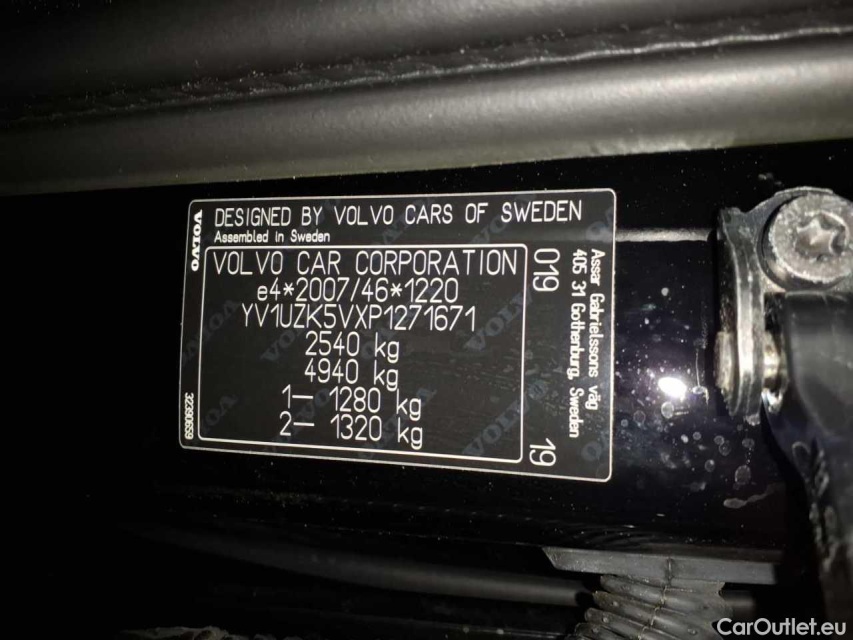 VOLVO
DESIGNED BY VOLVO CARS OF SWEDEN
Assembled in Sweden
VOLVO CAR CORPORATION
e4*2007/46*1220
YV1UZK5VXP1271671
2540 kg
4940 kg
1– 1280 kg
2– 1320 kg
019
19
Assar Gabrielssons väg
405 31 Gothenburg, Sweden
32390659
CarOutlet.eu